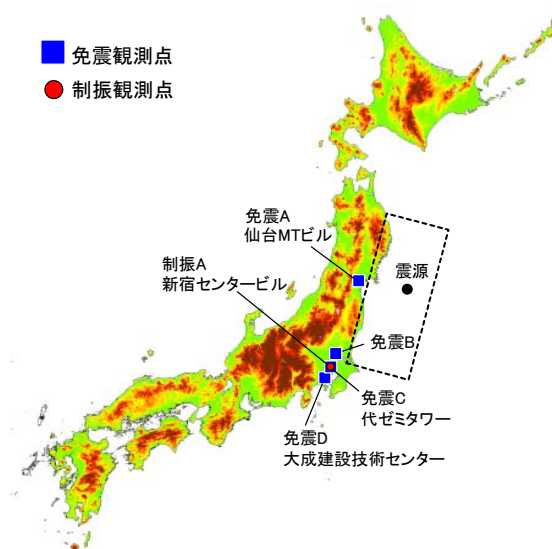 免震観測点
制振観測点
免震A
仙台MTビル
震源
制振A
新宿センタービル
免震B
免震C
代ゼミタワー
免震D
大成建設技術センター